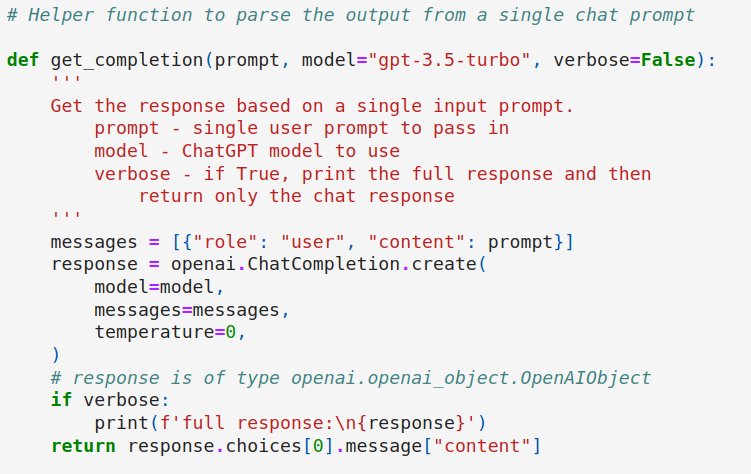 # Helper function to parse the output from a single chat prompt

def get_completion(prompt, model="gpt-3.5-turbo", verbose=False):
    '''
    Get the response based on a single input prompt.
        prompt - single user prompt to pass in
        model - ChatGPT model to use
        verbose - if True, print the full response and then
            return only the chat response
    '''
    messages = [{"role": "user", "content": prompt}]
    response = openai.ChatCompletion.create(
        model=model,
        messages=messages,
        temperature=0,
    )
    # response is of type openai.openai_object.OpenAIObject
    if verbose:
        print(f'full response:\n{response}')
    return response.choices[0].message["content"]